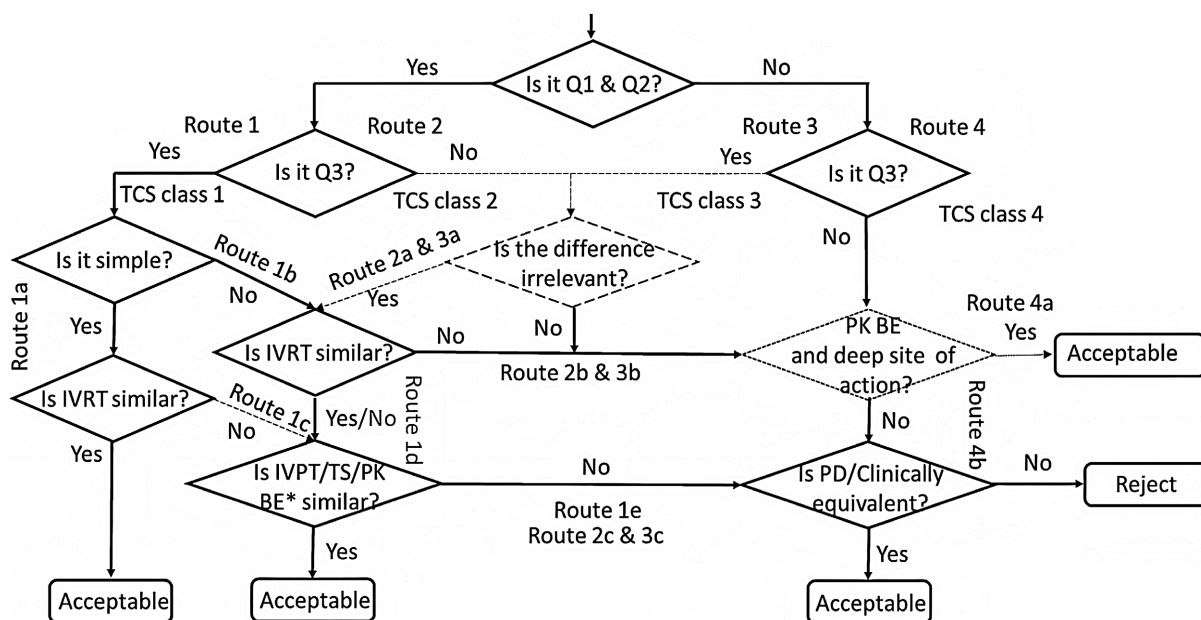 Yes
Is it Q1 & Q2?
No
Route 1
Route 2
Route 3
Route 4
Yes
Is it Q3?
No
Yes
Is it Q3?
TCS class 1
TCS class 2
TCS class 3
TCS class 4
Is it simple?
Route 1b
No
Route 2a & 3a
Yes
Is the difference
irrelevant?
No
No
Route 1a
Yes
Is IVRT similar?
No
Route 2b & 3b
PK BE
and deep site of
action?
Route 4a
Yes
Acceptable
Is IVRT similar?
Route 1c
No
Yes
Yes/No
Route 1d
Is IVPT/TS/PK
BE* similar?
No
Route 1e
Route 2c & 3c
No
Route 4b
Is PD/Clinically
equivalent?
No
Reject
Yes
Yes
Acceptable
Acceptable
Acceptable